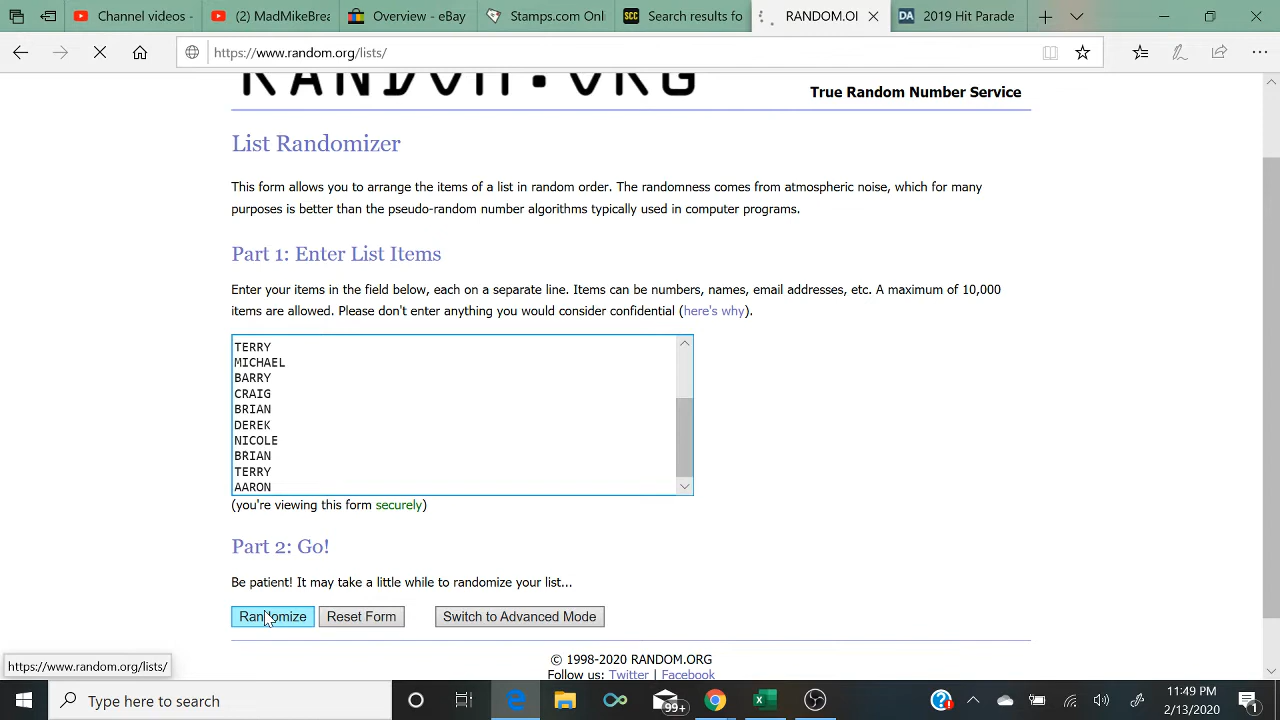 Channel videos -
(2) MadMikeBrea
Overview - eBay
Stamps.com Onl
SCC Search results fo
RANDOM.OI
DA 2019 Hit Parade
https://www.random.org/lists/
RANDOM.ORG
True Random Number Service
List Randomizer
This form allows you to arrange the items of a list in random order. The randomness comes from atmospheric noise, which for many
purposes is better than the pseudo-random number algorithms typically used in computer programs.
Part 1: Enter List Items
Enter your items in the field below, each on a separate line. Items can be numbers, names, email addresses, etc. A maximum of 10,000
items are allowed. Please don't enter anything you would consider confidential (here's why).
TERRY
MICHAEL
BARRY
CRAIG
BRIAN
DEREK
NICOLE
BRIAN
TERRY
AARON
(you're viewing this form securely)
Part 2: Go!
Be patient! It may take a little while to randomize your list...
Randomize Reset Form Switch to Advanced Mode
© 1998-2020 RANDOM.ORG
Follow us: Twitter | Facebook
https://www.random.org/lists/
Type here to search
99+
11:49 PM
2/13/2020
1